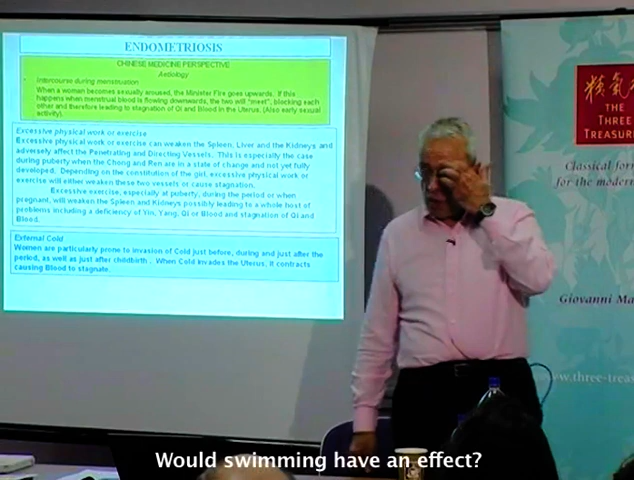 ENDOMETRIOSIS
CHINESE MEDICINE PERSPECTIVE
Aetiology
Intercourse during menstruation
When a woman becomes sexually aroused, the Minister Fire goes upwards. If this
happens when menstrual blood is flowing downwards, the two will "meet", blocking each
other and therefore leading to stagnation of Qi and Blood in the Uterus. (Also early sexual
activity).
Excessive physical work or exercise
Excessive physical work or exercise can weaken the Spleen, Liver and the Kidneys and
adversely affect the Penetrating and Directing Vessels. This is especially the case
during puberty when the Chong and Ren are in a state of change and not yet fully
developed. Depending on the constitution of the girl, excessive physical work or
exercise will either weaken these two vessels or cause stagnation.
Excessive exercise, especially at puberty, during the period or when
pregnant, will weaken the Spleen and Kidneys possibly leading to a whole host of
problems including a deficiency of Yin, Yang, Qi or Blood and stagnation of Qi and
Blood.
External Cold
Women are particularly prone to invasion of Cold just before, during and just after the
period, as well as just after childbirth. When Cold invades the Uterus, it contracts
causing Blood to stagnate.
THE
THREE
TREASUR
Classical for
for the moder
Giovanni Ma
www.three-treas
Would swimming have an effect?